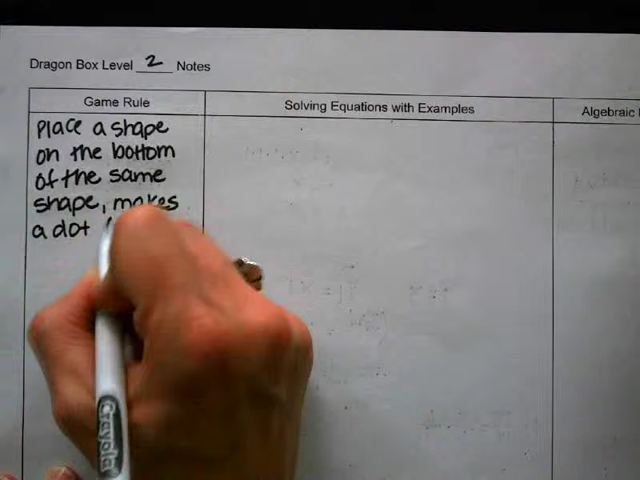 Dragon Box Level 2 Notes
Game Rule
Solving Equations with Examples
Algebraic
Place a shape
on the bottom
of the same
shape, makes
a dot
Crayola